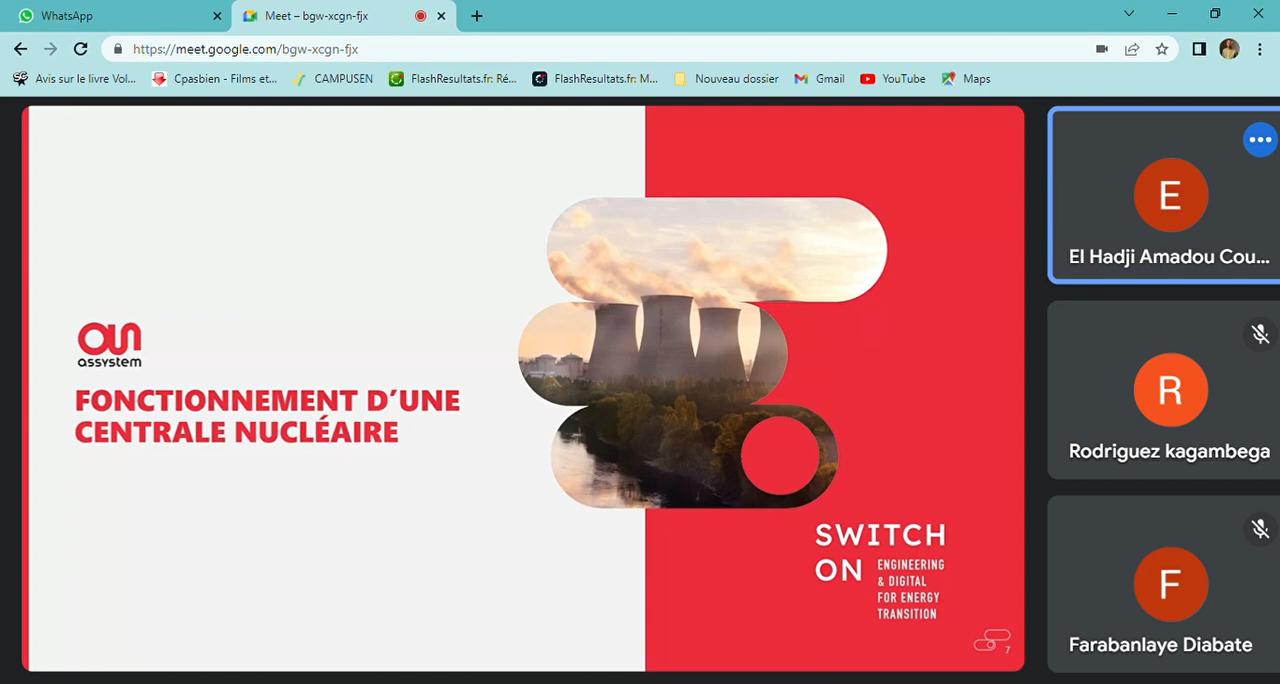 WhatsApp
Meet – bgw-xcgn-fjx
https://meet.google.com/bgw-xcgn-fjx
Avis sur le livre Vol...
Cpasbien - Films et...
CAMPUSEN
FlashResultats.fr: Ré...
FlashResultats.fr: M...
Nouveau dossier
Gmail
YouTube
Maps
assystem
FONCTIONNEMENT D’UNE
CENTRALE NUCLÉAIRE
SWITCH
ON
ENGINEERING
& DIGITAL
FOR ENERGY
TRANSITION
7
E
El Hadji Amadou Cou...
R
Rodriguez kagambega
F
Farabanlaye Diabate